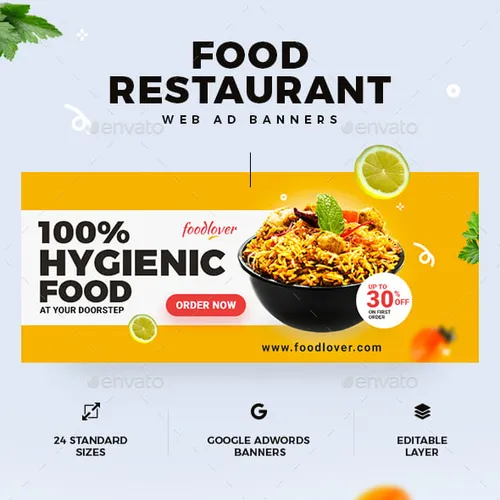 FOOD
RESTAURANT
WEB AD BANNERS
envato
envato
100%
HYGIENIC
FOOD
AT YOUR DOORSTEP
foodlover
ORDER NOW
UP TO
30%
OFF
ON FIRST
ORDER
www.foodlover.com
envato
envato
G
24 STANDARD
SIZES
GOOGLE ADWORDS
BANNERS
EDITABLE
LAYER